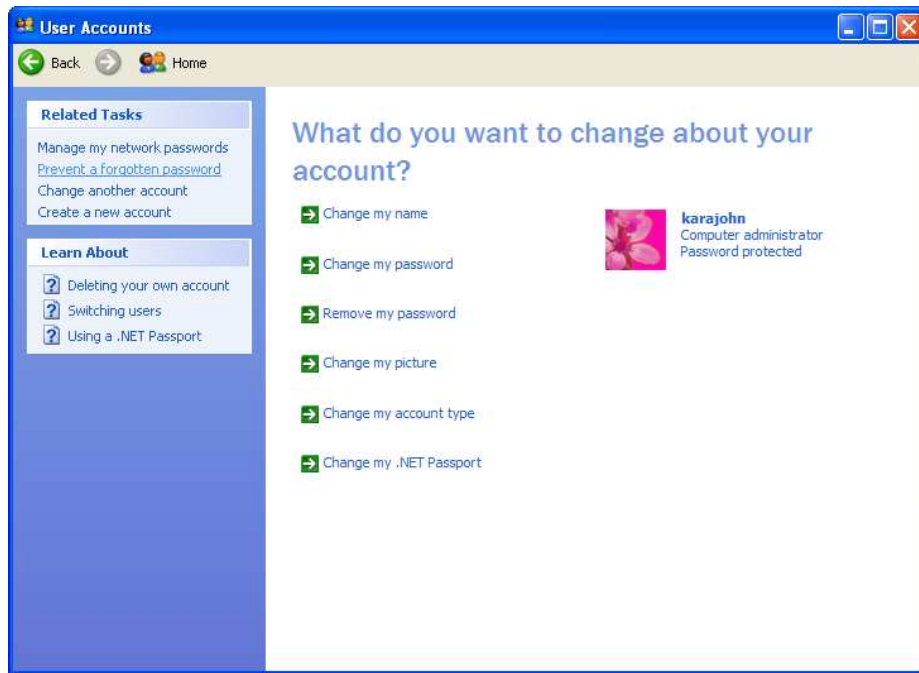 User Accounts
Back
Home
Related Tasks
Manage my network passwords
Prevent a forgotten password
Change another account
Create a new account
Learn About
Deleting your own account
Switching users
Using a .NET Passport
What do you want to change about your
account?
Change my name
Change my password
Remove my password
Change my picture
Change my account type
Change my .NET Passport
karajohn
Computer administrator
Password protected